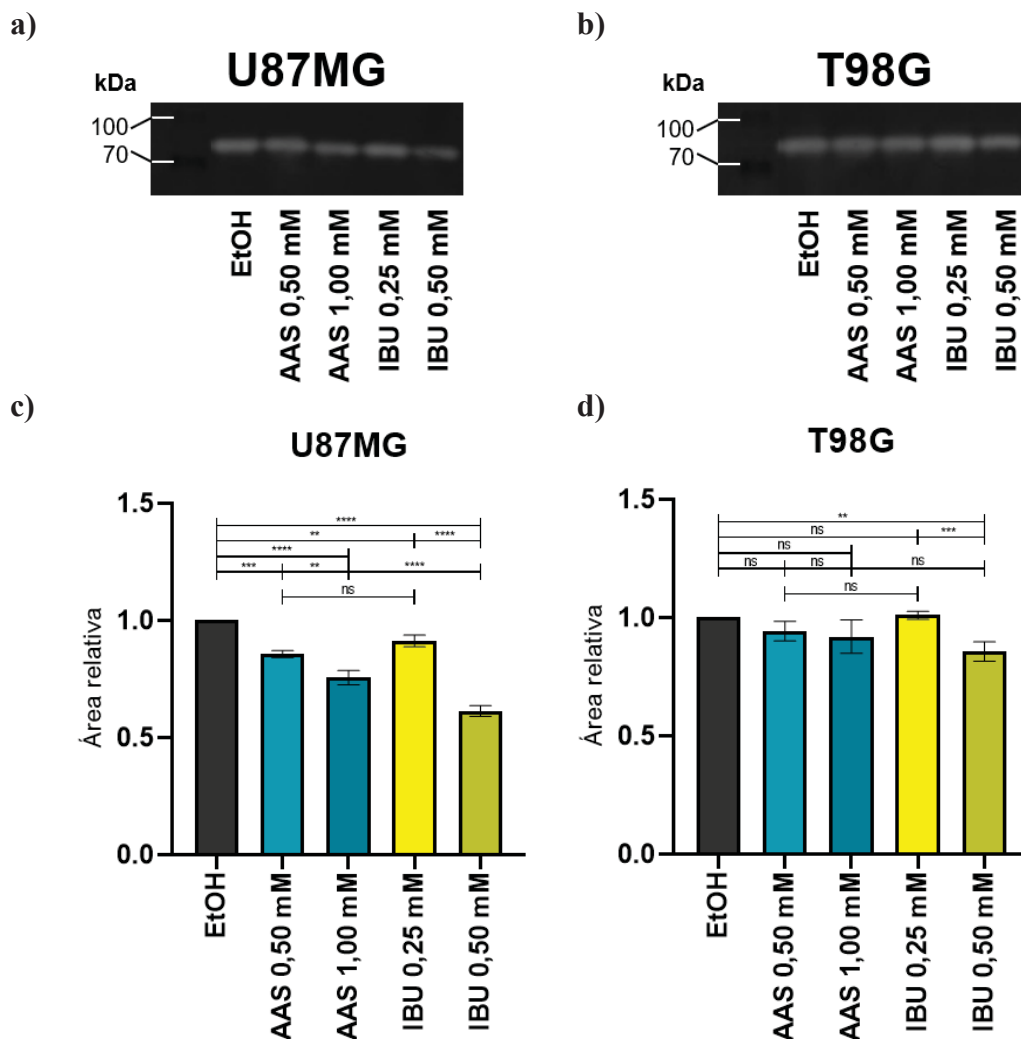 a)
U87MG
kDa
100
70
EtOH
AAS 0,50 mM
AAS 1,00 mM
IBU 0,25 mM
IBU 0,50 mM
b)
T98G
kDa
100
70
EtOH
AAS 0,50 mM
AAS 1,00 mM
IBU 0,25 mM
IBU 0,50 mM
c)
U87MG
Área relativa
1.5
1.0
0.5
0.0
****
** ****
****
*** ** ****
ns
EtOH
AAS 0,50 mM
AAS 1,00 mM
IBU 0,25 mM
IBU 0,50 mM
d)
T98G
Área relativa
1.5
1.0
0.5
0.0
**
ns ***
ns
ns ns ns
ns
EtOH
AAS 0,50 mM
AAS 1,00 mM
IBU 0,25 mM
IBU 0,50 mM